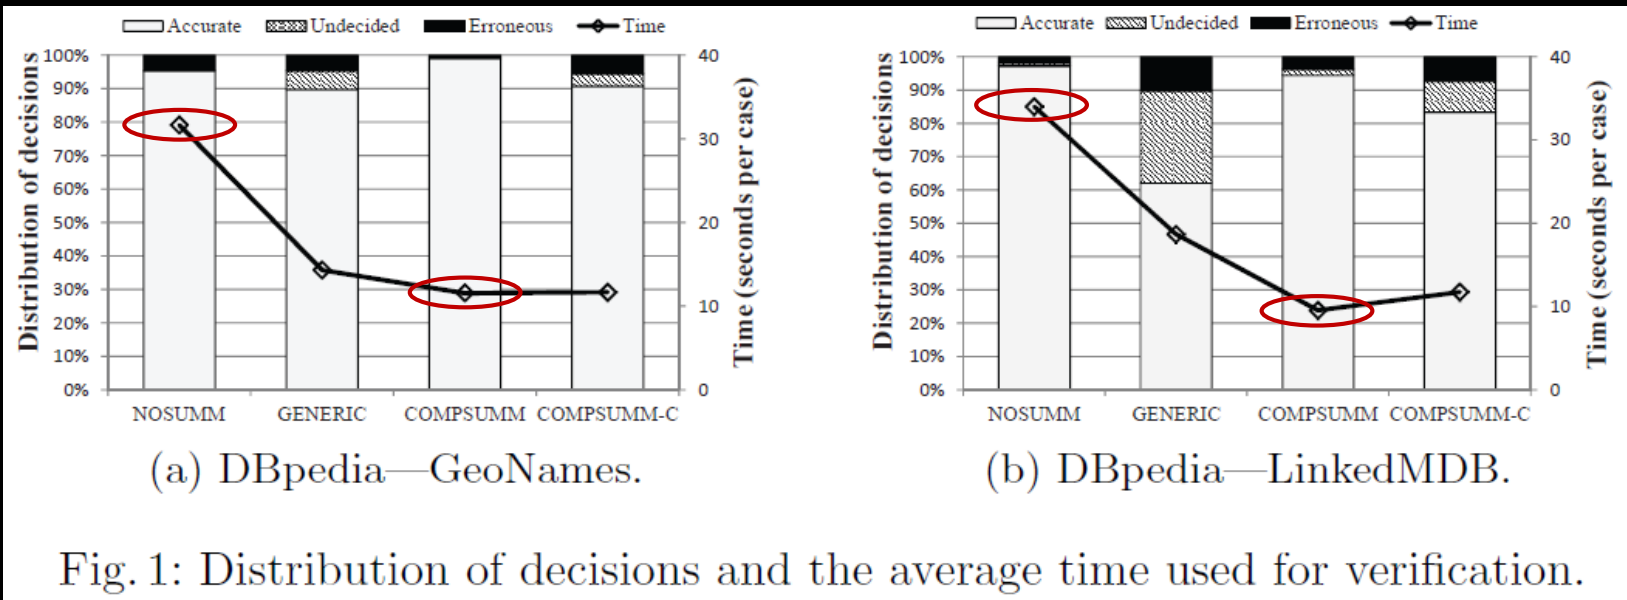 Accurate Undecided Erroneous Time
Distribution of decisions
100%
90%
80%
70%
60%
50%
40%
30%
20%
10%
0%
40
30
20
10
0
Time (seconds per case)
NOSUMM GENERIC COMPSUMM COMPSUMM-C
(a) DBpedia—GeoNames.
Accurate Undecided Erroneous Time
Distribution of decisions
100%
90%
80%
70%
60%
50%
40%
30%
20%
10%
0%
40
30
20
10
0
Time (seconds per case)
NOSUMM GENERIC COMPSUMM COMPSUMM-C
(b) DBpedia—LinkedMDB.
Fig. 1: Distribution of decisions and the average time used for verification.